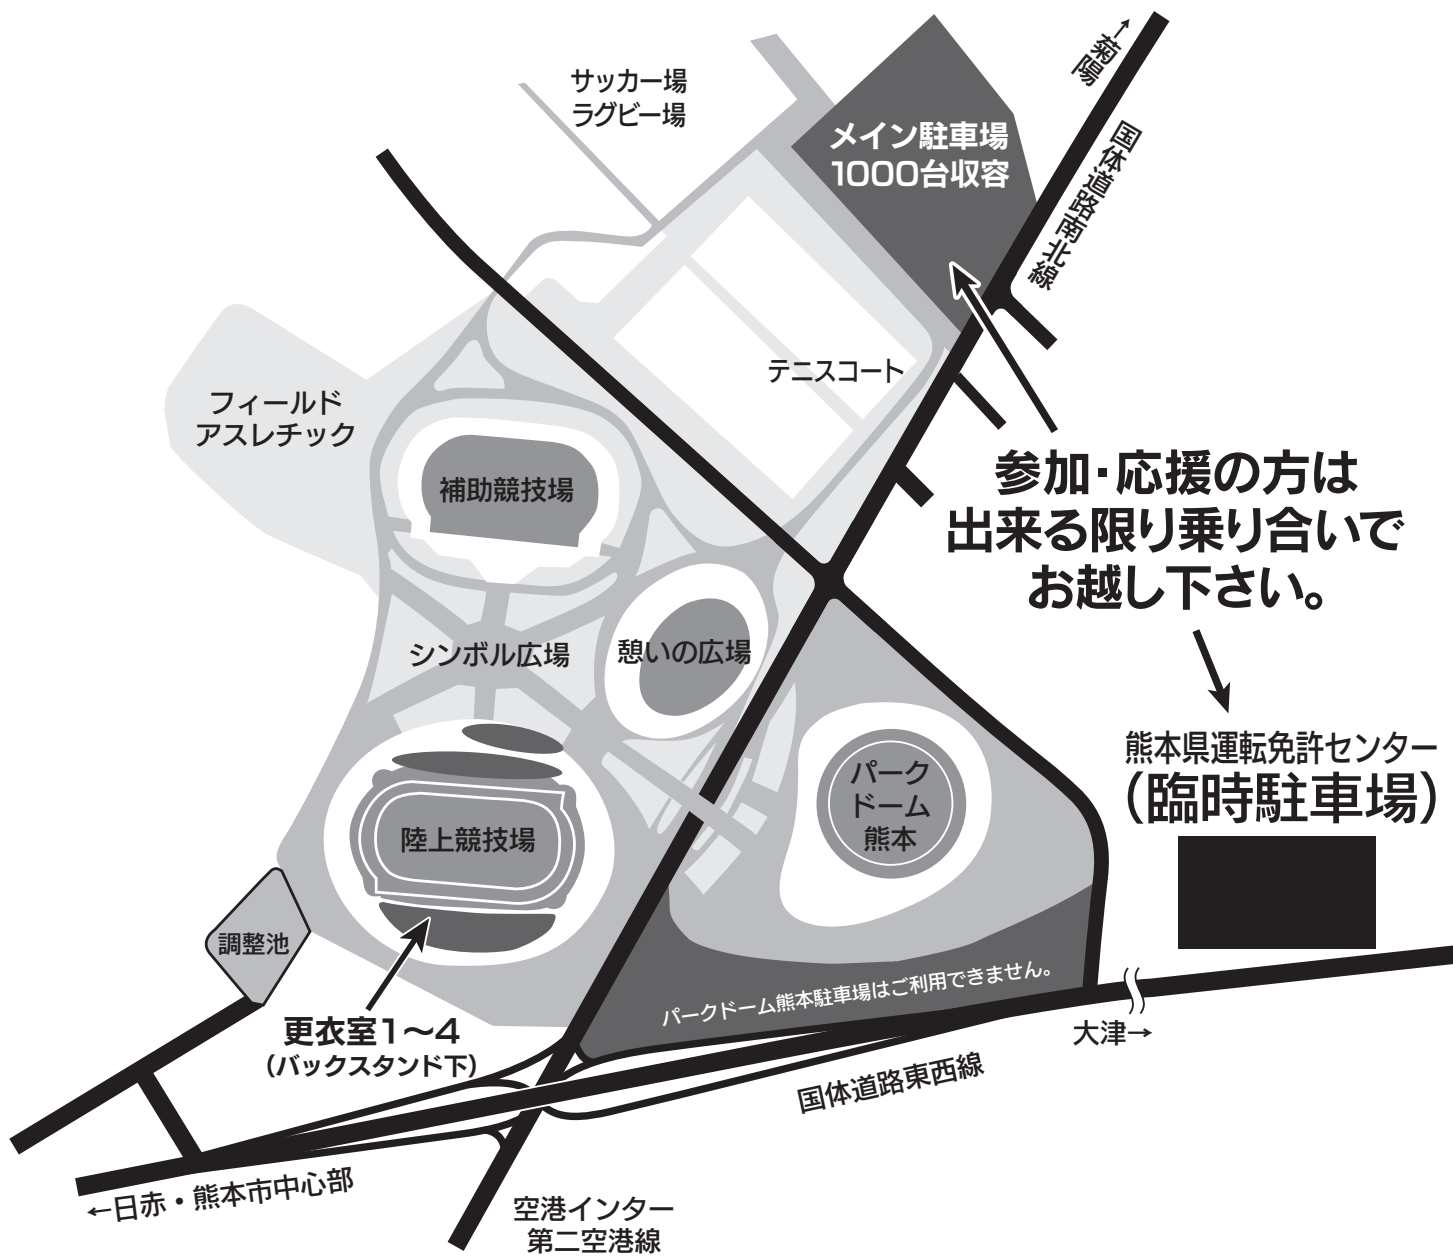 サッカー場
ラグビー場
メイン駐車場
1000台収容
↑菊陽
国体道路南北線
テニスコート
フィールド
アスレチック
補助競技場
参加・応援の方は
出来る限り乗り合いで
お越し下さい。
シンボル広場
憩いの広場
熊本県運転免許センター
（臨時駐車場）
パーク
ドーム
熊本
陸上競技場
調整池
パークドーム熊本駐車場はご利用できません。
更衣室1～4
（バックスタンド下）
大津→
国体道路東西線
←日赤・熊本市中心部
空港インター
第二空港線